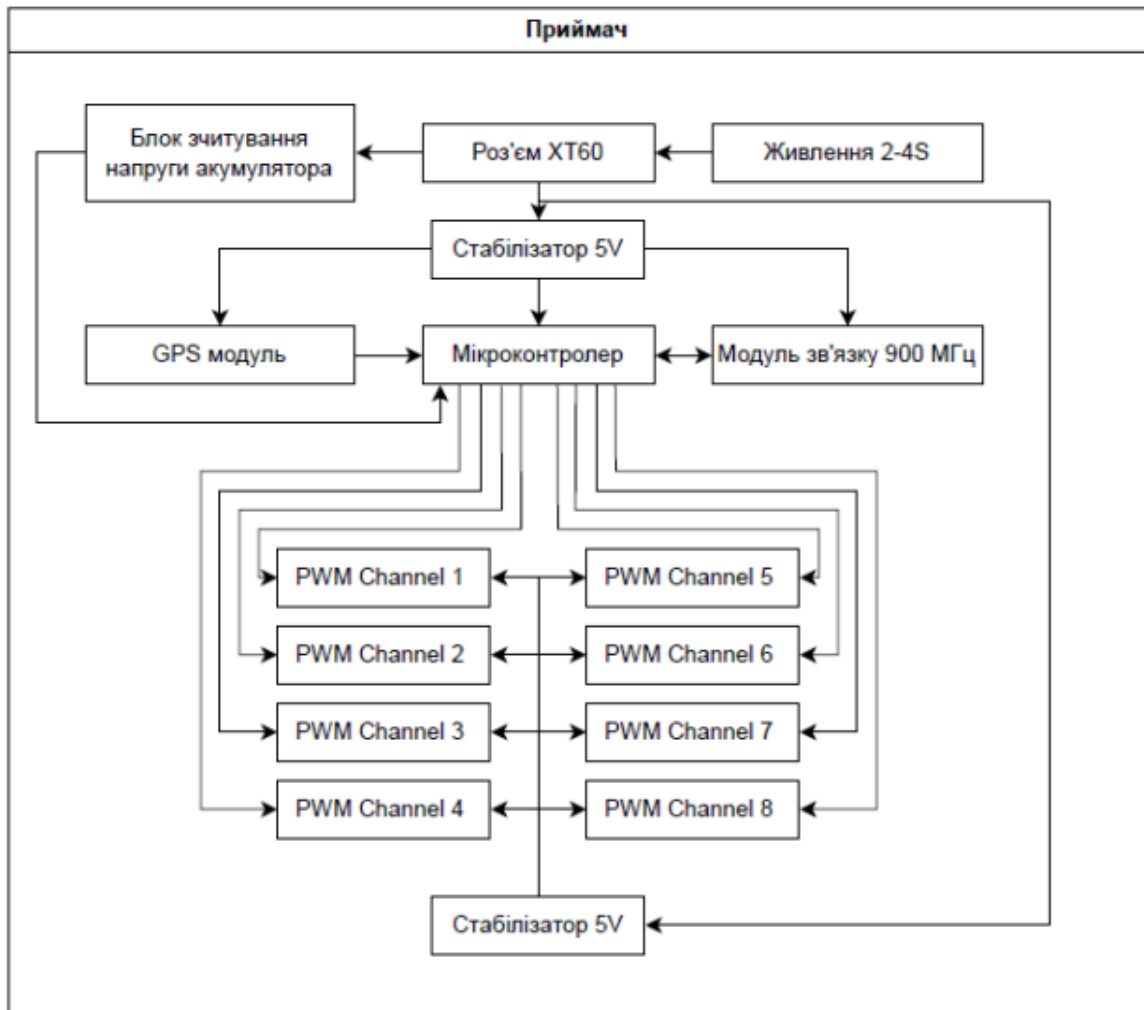 Приймач
Блок зчитування
напруги акумулятора
Роз'єм XT60
Живлення 2-4S
Стабілізатор 5V
GPS модуль
Мікроконтролер
Модуль зв'язку 900 МГц
PWM Channel 1
PWM Channel 5
PWM Channel 2
PWM Channel 6
PWM Channel 3
PWM Channel 7
PWM Channel 4
PWM Channel 8
Стабілізатор 5V